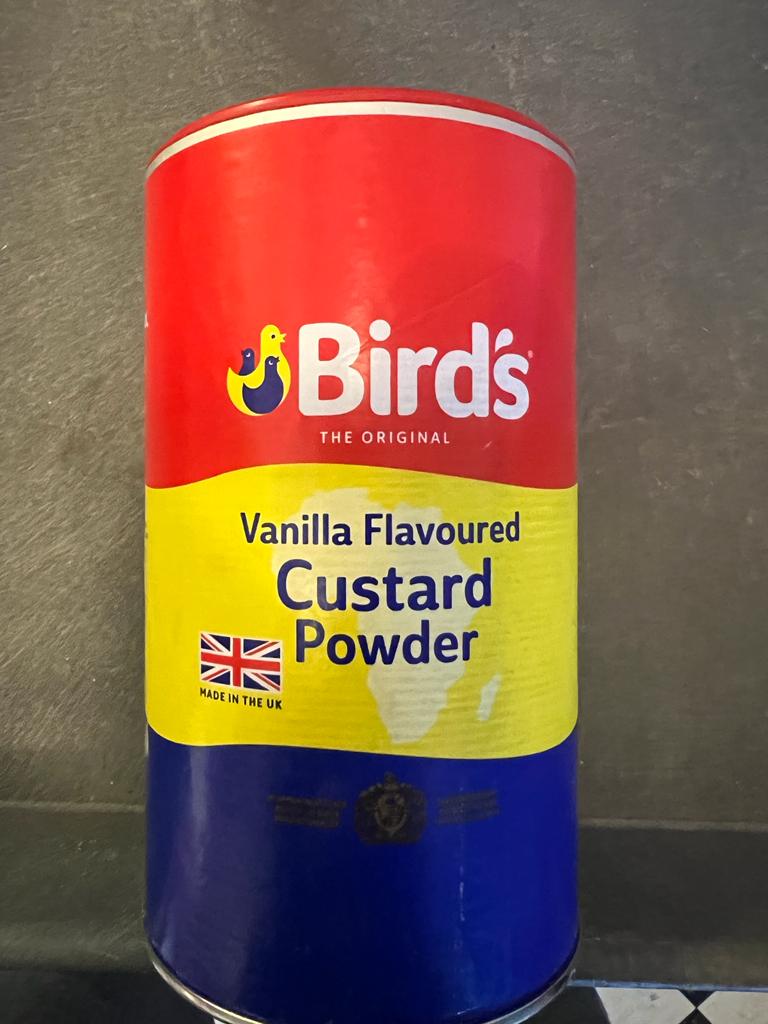 Bird's
THE ORIGINAL
Vanilla Flavoured
Custard
Powder
MADE IN THE UK